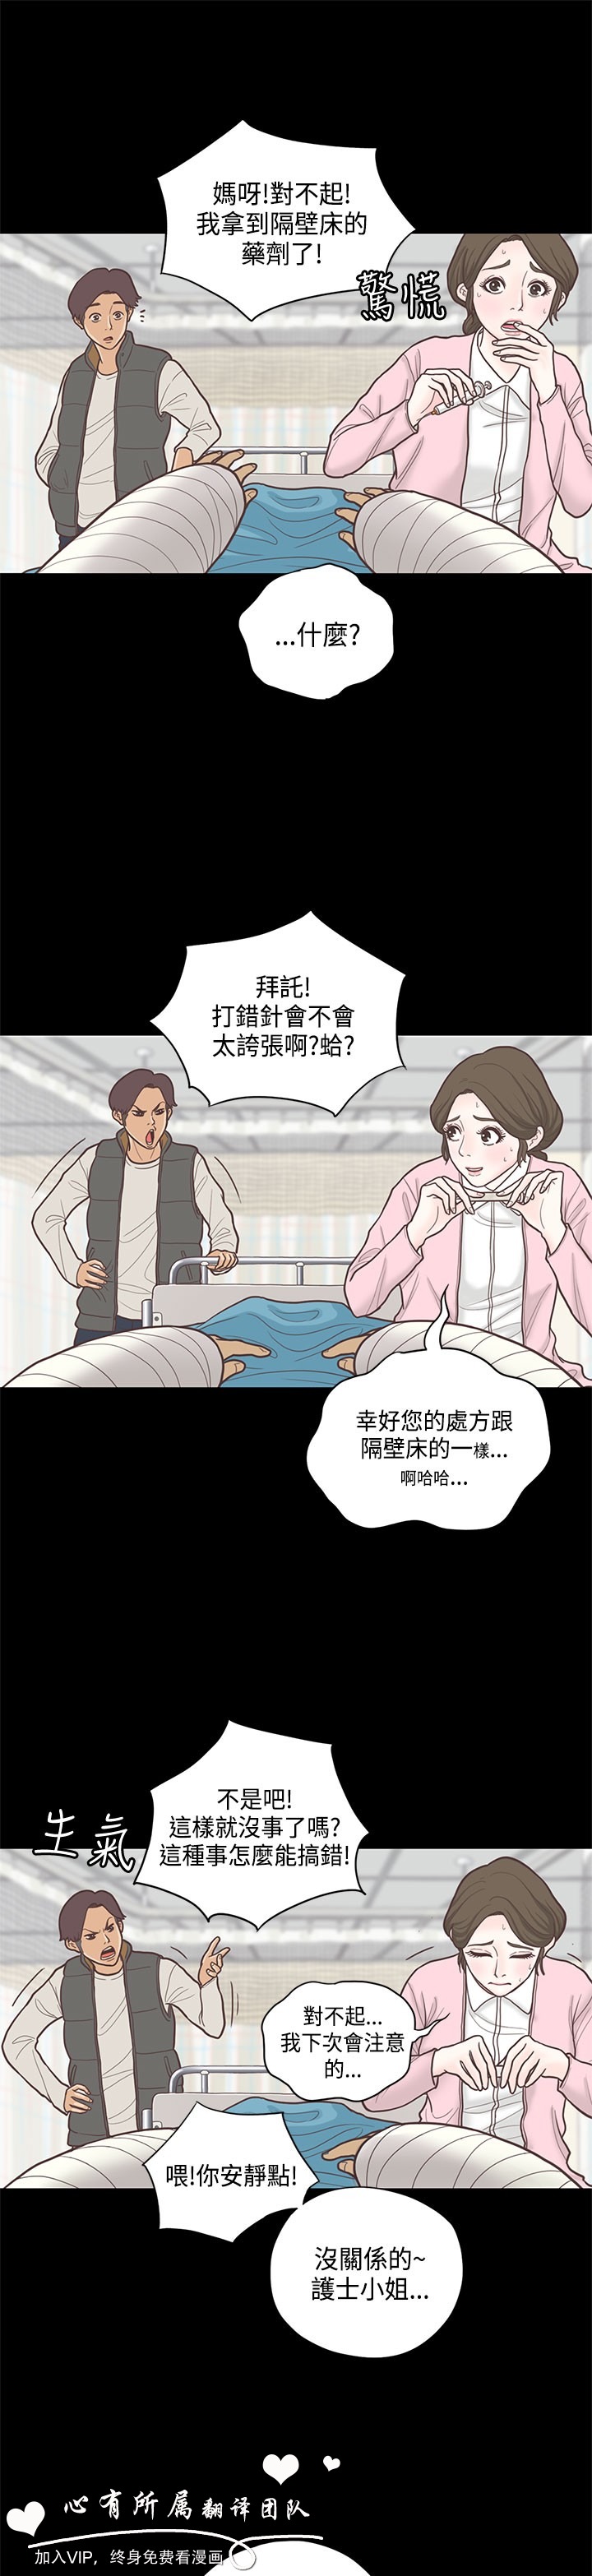 媽呀!對不起!
我拿到隔壁床的
藥劑了!
驚慌
...什麼?
拜託!
打錯針會不會
太誇張啊?蛤?
幸好您的處方跟
隔壁床的一樣...
啊哈哈...
不是吧!
這樣就沒事了嗎?
這種事怎麼能搞錯!
生氣
對不起...
我下次會注意
的...
喂!你安靜點!
沒關係的~
護士小姐...
心有所属翻译团队
加入VIP，终身免费看漫画